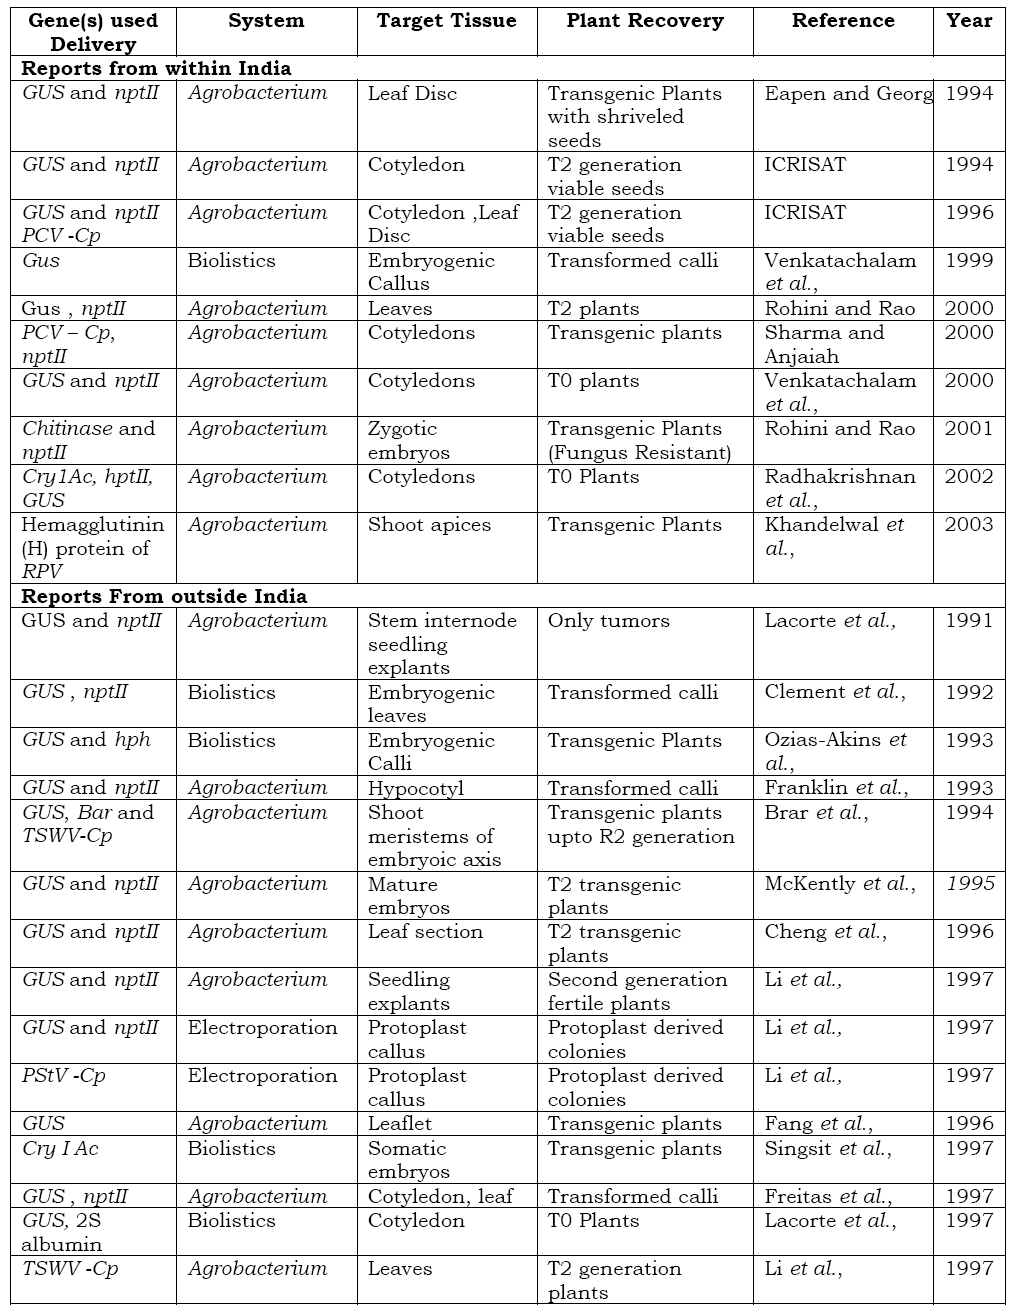 Gene(s) used Delivery | System | Target Tissue | Plant Recovery | Reference | Year
Reports from within India
GUS and nptII | Agrobacterium | Leaf Disc | Transgenic Plants with shriveled seeds | Eapen and Georg | 1994
GUS and nptII | Agrobacterium | Cotyledon | T2 generation viable seeds | ICRISAT | 1994
GUS and nptII PCV -Cp | Agrobacterium | Cotyledon ,Leaf Disc | T2 generation viable seeds | ICRISAT | 1996
Gus | Biolistics | Embryogenic Callus | Transformed calli | Venkatachalam et al., | 1999
Gus , nptII | Agrobacterium | Leaves | T2 plants | Rohini and Rao | 2000
PCV – Cp, nptII | Agrobacterium | Cotyledons | Transgenic plants | Sharma and Anjaiah | 2000
GUS and nptII | Agrobacterium | Cotyledons | T0 plants | Venkatachalam et al., | 2000
Chitinase and nptII | Agrobacterium | Zygotic embryos | Transgenic Plants (Fungus Resistant) | Rohini and Rao | 2001
Cry1Ac, hptII, GUS | Agrobacterium | Cotyledons | T0 Plants | Radhakrishnan et al., | 2002
Hemagglutinin (H) protein of RPV | Agrobacterium | Shoot apices | Transgenic Plants | Khandelwal et al., | 2003
Reports From outside India
GUS and nptII | Agrobacterium | Stem internode seedling explants | Only tumors | Lacorte et al., | 1991
GUS , nptII | Biolistics | Embryogenic leaves | Transformed calli | Clement et al., | 1992
GUS and hph | Biolistics | Embryogenic Calli | Transgenic Plants | Ozias-Akins et al., | 1993
GUS and nptII | Agrobacterium | Hypocotyl | Transformed calli | Franklin et al., | 1993
GUS, Bar and TSWV-Cp | Agrobacterium | Shoot meristems of embryoic axis | Transgenic plants upto R2 generation | Brar et al., | 1994
GUS and nptII | Agrobacterium | Mature embryos | T2 transgenic plants | McKently et al., | 1995
GUS and nptII | Agrobacterium | Leaf section | T2 transgenic plants | Cheng et al., | 1996
GUS and nptII | Agrobacterium | Seedling explants | Second generation fertile plants | Li et al., | 1997
GUS and nptII | Electroporation | Protoplast callus | Protoplast derived colonies | Li et al., | 1997
PStV -Cp | Electroporation | Protoplast callus | Protoplast derived colonies | Li et al., | 1997
GUS | Agrobacterium | Leaflet | Transgenic plants | Fang et al., | 1996
Cry I Ac | Biolistics | Somatic embryos | Transgenic plants | Singsit et al., | 1997
GUS , nptII | Agrobacterium | Cotyledon, leaf | Transformed calli | Freitas et al., | 1997
GUS, 2S albumin | Biolistics | Cotyledon | T0 Plants | Lacorte et al., | 1997
TSWV -Cp | Agrobacterium | Leaves | T2 generation plants | Li et al., | 1997